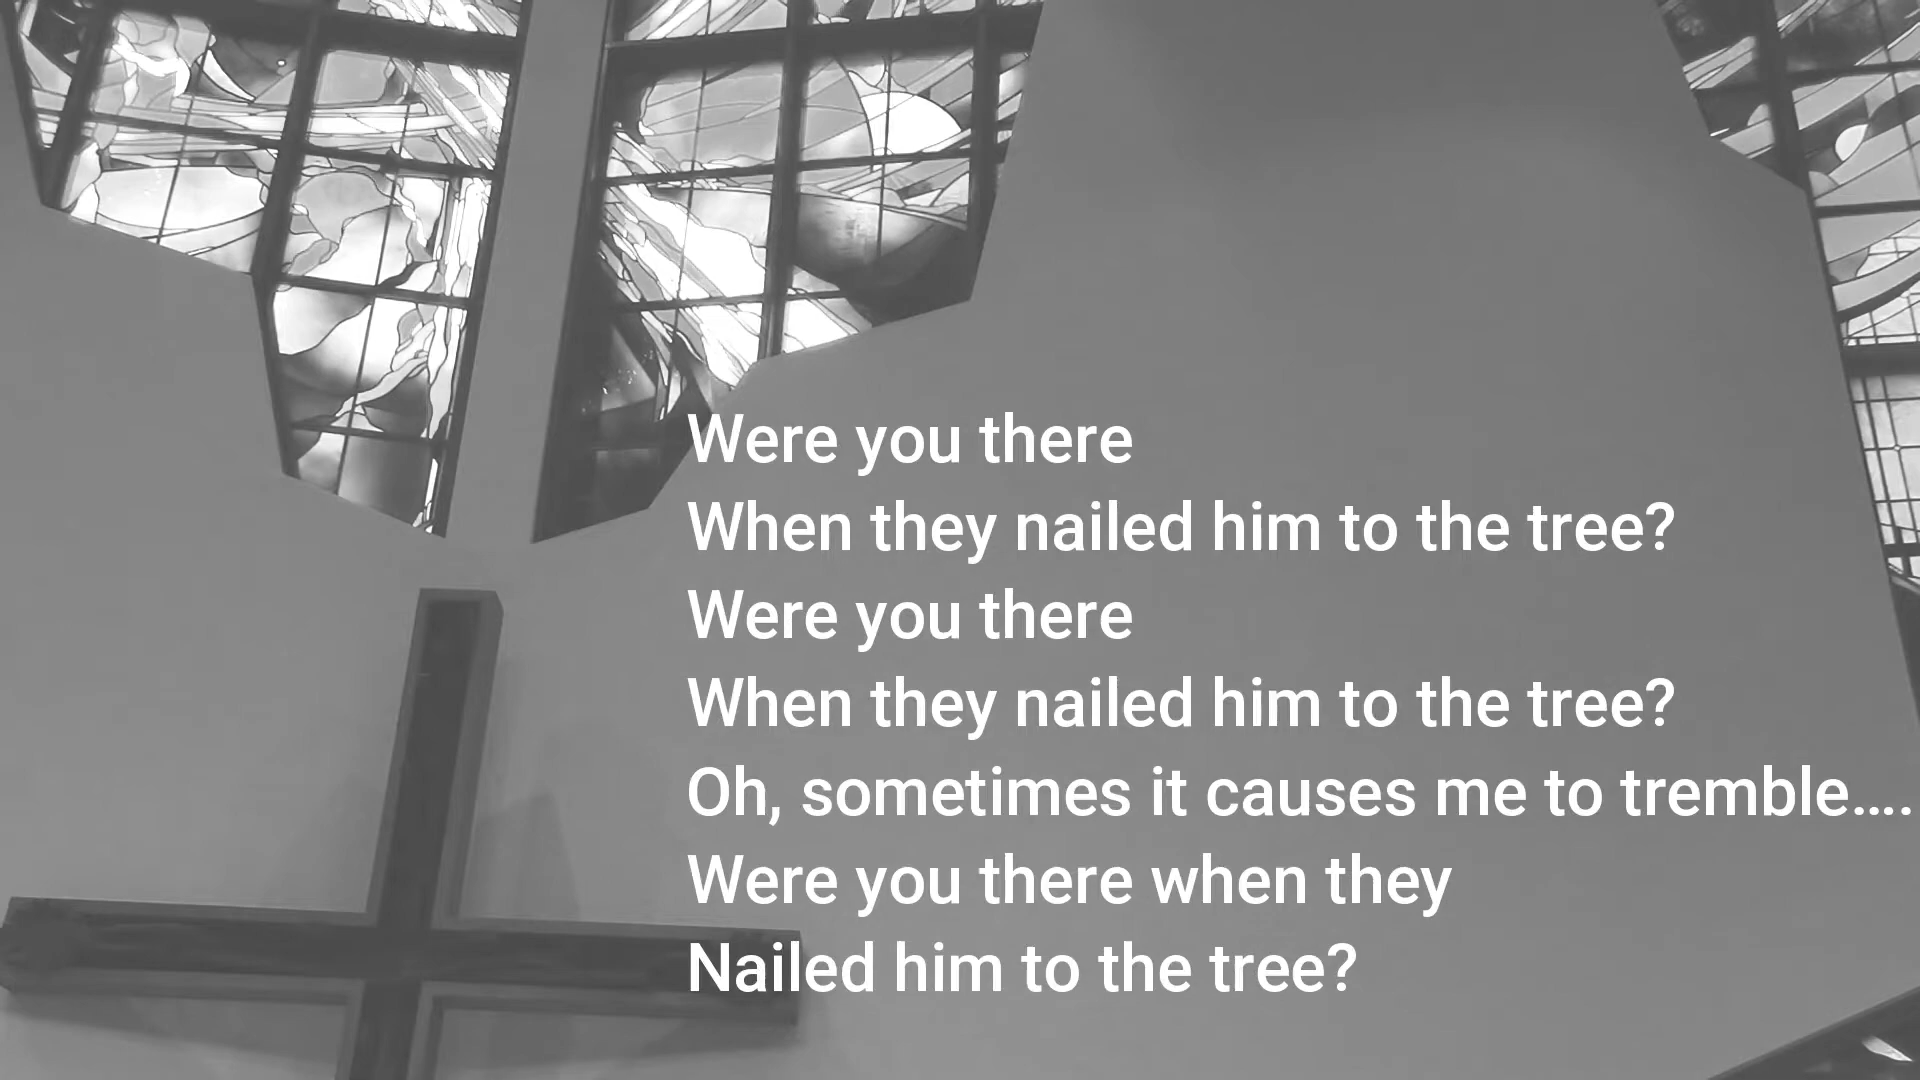 Were you there
When they nailed him to the tree?
Were you there
When they nailed him to the tree?
Oh, sometimes it causes me to tremble....
Were you there when they
Nailed him to the tree?